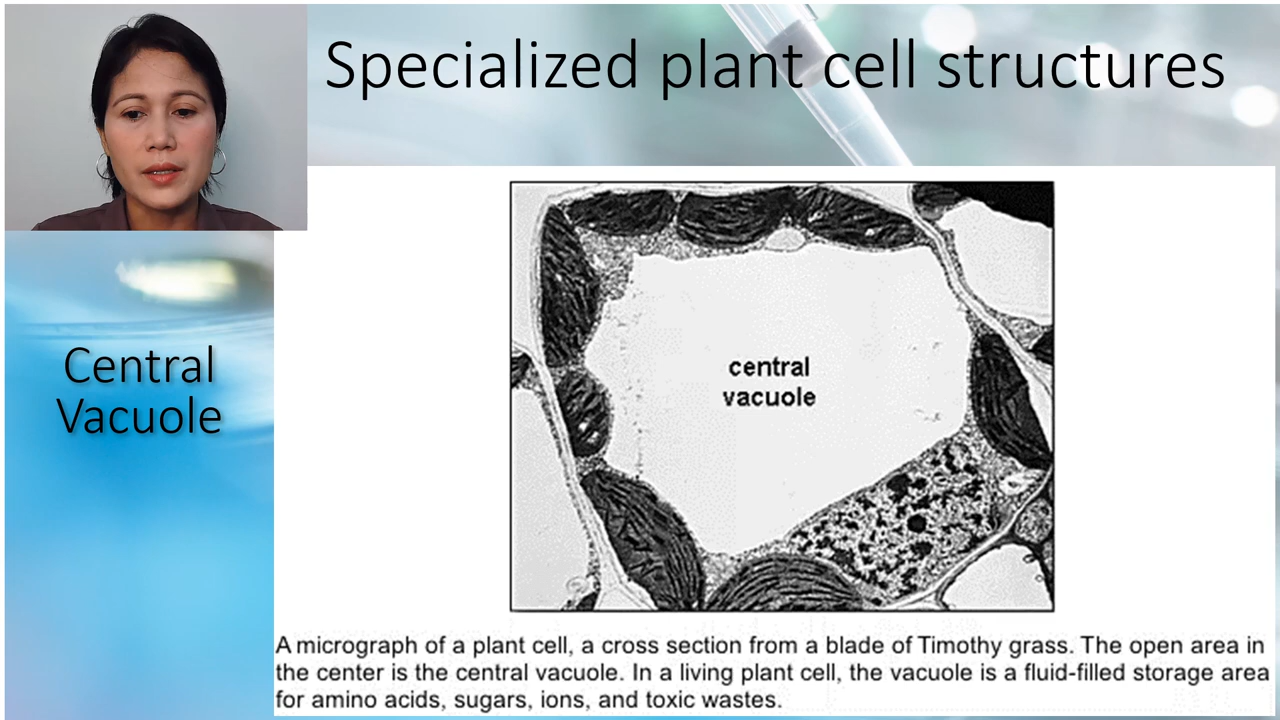 Specialized plant cell structures
Central
Vacuole
central
vacuole
A micrograph of a plant cell, a cross section from a blade of Timothy grass. The open area in
the center is the central vacuole. In a living plant cell, the vacuole is a fluid-filled storage area
for amino acids, sugars, ions, and toxic wastes.